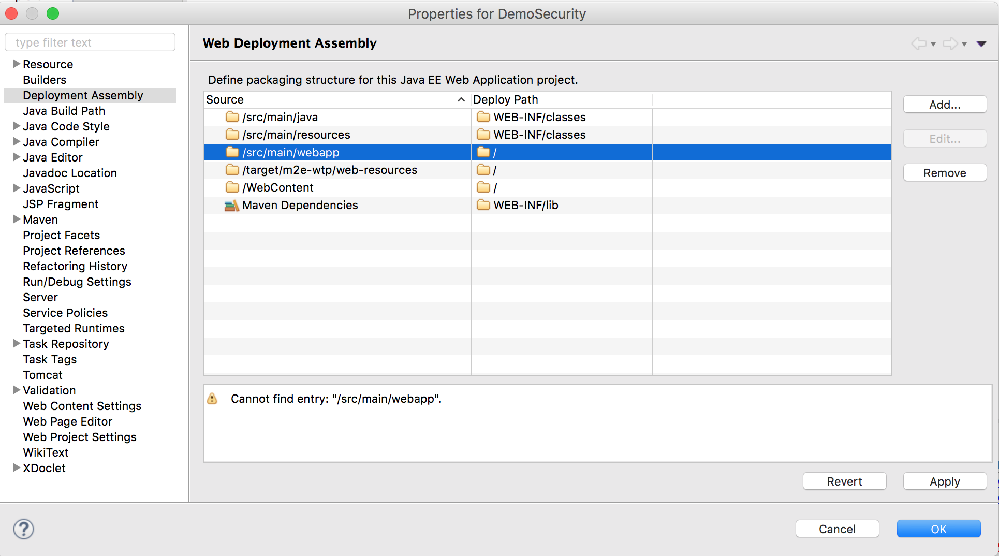 Properties for DemoSecurity
type filter text
Resource
Builders
Deployment Assembly
Java Build Path
Java Code Style
Java Compiler
Java Editor
Javadoc Location
JavaScript
JSP Fragment
Maven
Project Facets
Project References
Refactoring History
Run/Debug Settings
Server
Service Policies
Targeted Runtimes
Task Repository
Task Tags
Tomcat
Validation
Web Content Settings
Web Page Editor
Web Project Settings
WikiText
XDoclet
Web Deployment Assembly
Define packaging structure for this Java EE Web Application project.
Source Deploy Path
/src/main/java WEB-INF/classes
/src/main/resources WEB-INF/classes
/src/main/webapp /
/target/m2e-wtp/web-resources /
/WebContent /
Maven Dependencies WEB-INF/lib
Add...
Edit...
Remove
Cannot find entry: "/src/main/webapp".
Revert Apply
? Cancel OK